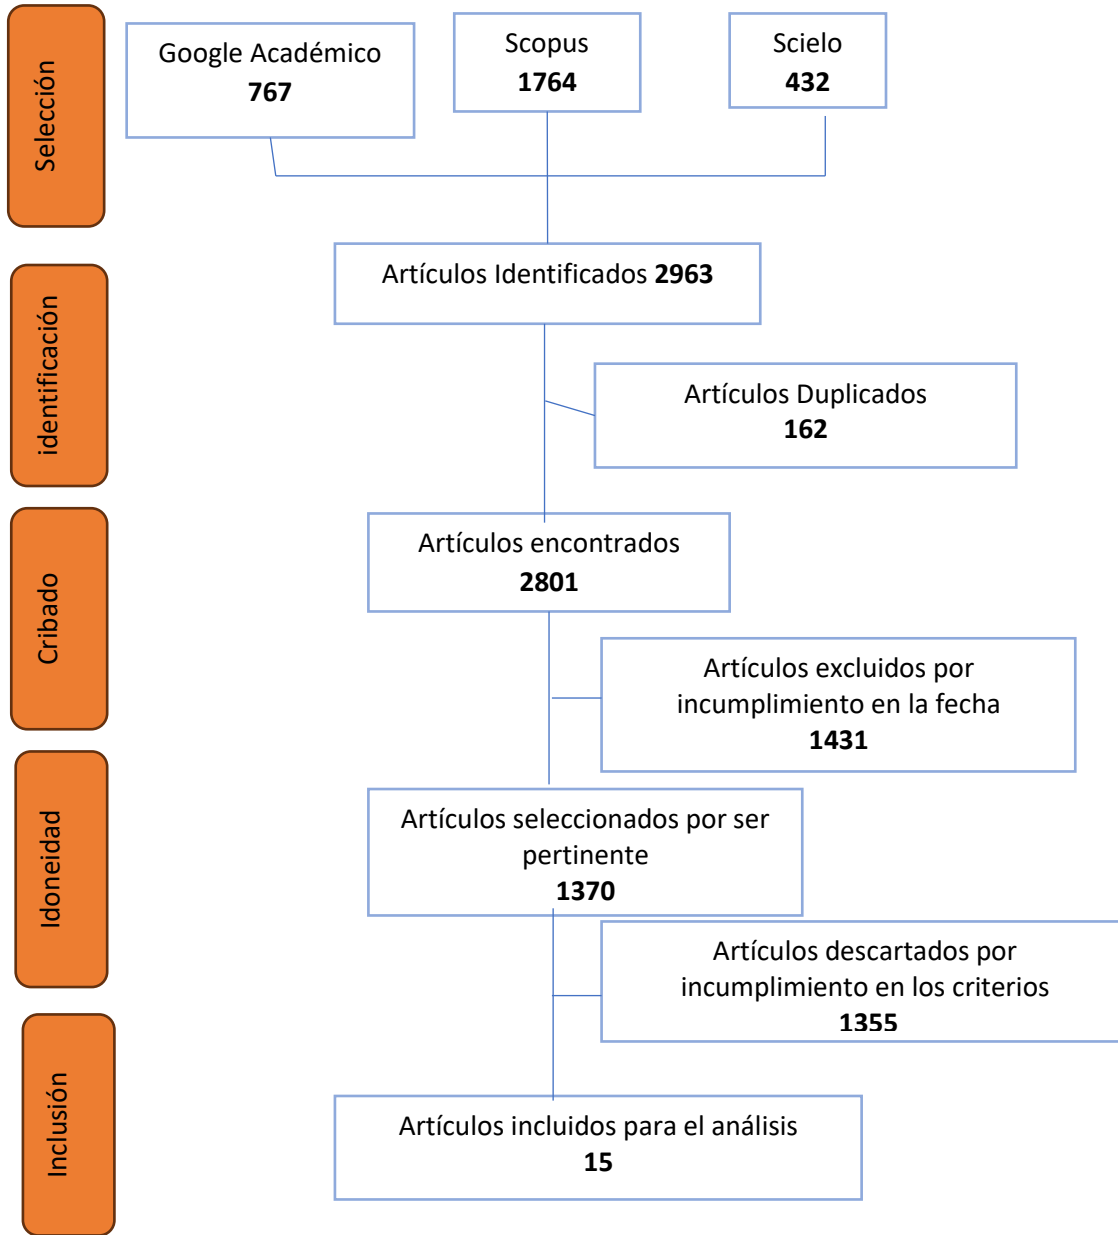 Selección
Google Académico
767
Scopus
1764
Scielo
432
identificación
Artículos Identificados 2963
Artículos Duplicados
162
Cribado
Artículos encontrados
2801
Artículos excluidos por
incumplimiento en la fecha
1431
Idoneidad
Artículos seleccionados por ser
pertinente
1370
Artículos descartados por
incumplimiento en los criterios
1355
Inclusión
Artículos incluidos para el análisis
15